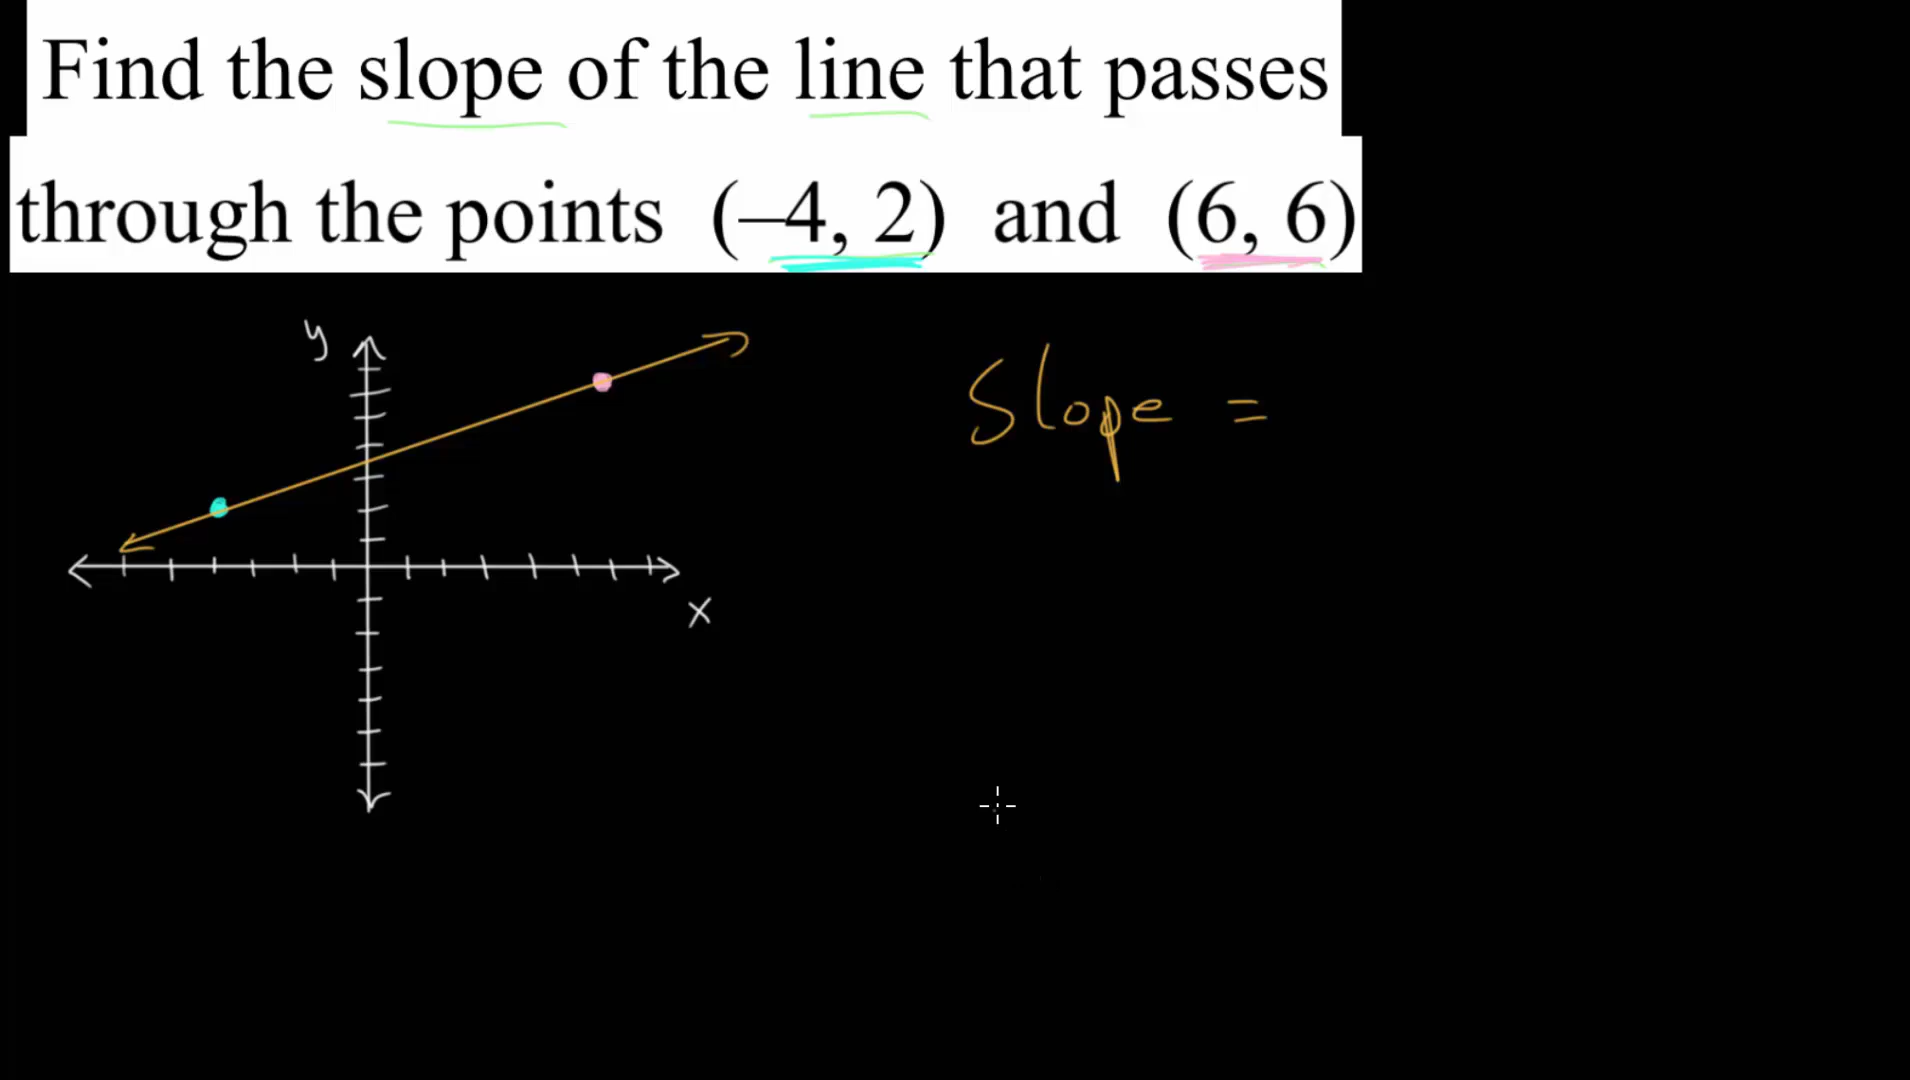 Find the slope of the line that passes
through the points (–4, 2) and (6, 6)
y
Slope =
x